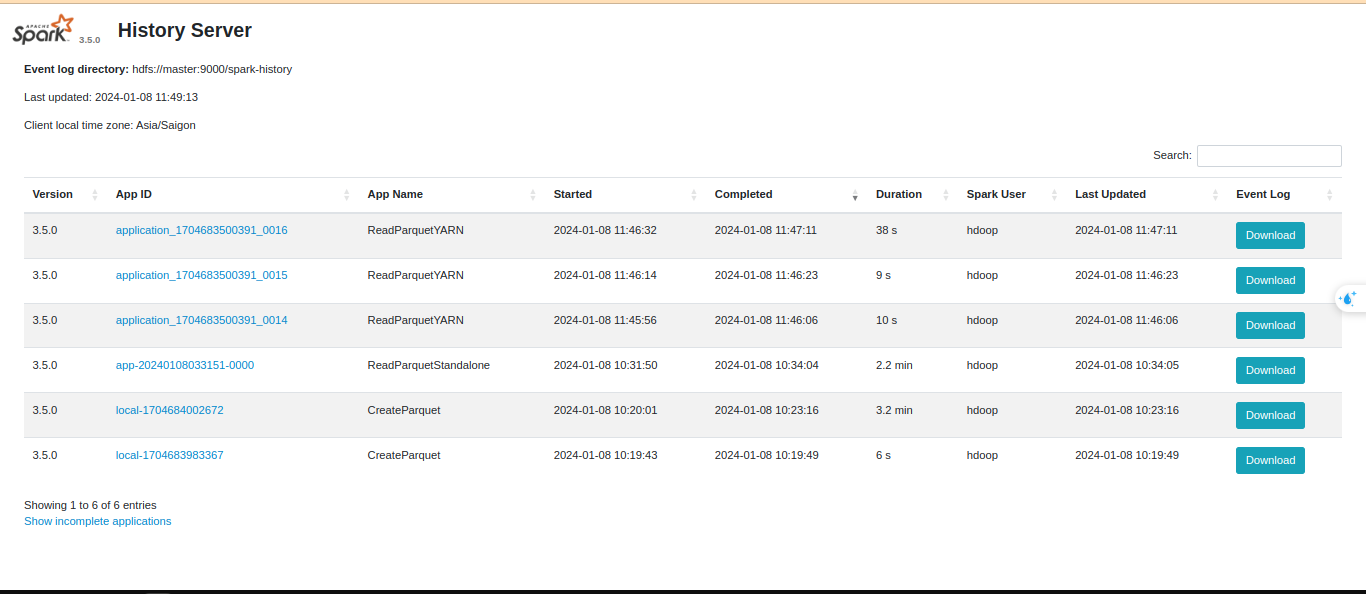 APACHE
Spark 3.5.0 History Server
Event log directory: hdfs://master:9000/spark-history
Last updated: 2024-01-08 11:49:13
Client local time zone: Asia/Saigon
Search:
Version App ID App Name Started Completed Duration Spark User Last Updated Event Log
3.5.0 application_1704683500391_0016 ReadParquetYARN 2024-01-08 11:46:32 2024-01-08 11:47:11 38 s hdoop 2024-01-08 11:47:11 Download
3.5.0 application_1704683500391_0015 ReadParquetYARN 2024-01-08 11:46:14 2024-01-08 11:46:23 9 s hdoop 2024-01-08 11:46:23 Download
3.5.0 application_1704683500391_0014 ReadParquetYARN 2024-01-08 11:45:56 2024-01-08 11:46:06 10 s hdoop 2024-01-08 11:46:06 Download
3.5.0 app-20240108033151-0000 ReadParquetStandalone 2024-01-08 10:31:50 2024-01-08 10:34:04 2.2 min hdoop 2024-01-08 10:34:05 Download
3.5.0 local-1704684002672 CreateParquet 2024-01-08 10:20:01 2024-01-08 10:23:16 3.2 min hdoop 2024-01-08 10:23:16 Download
3.5.0 local-1704683983367 CreateParquet 2024-01-08 10:19:43 2024-01-08 10:19:49 6 s hdoop 2024-01-08 10:19:49 Download
Showing 1 to 6 of 6 entries
Show incomplete applications